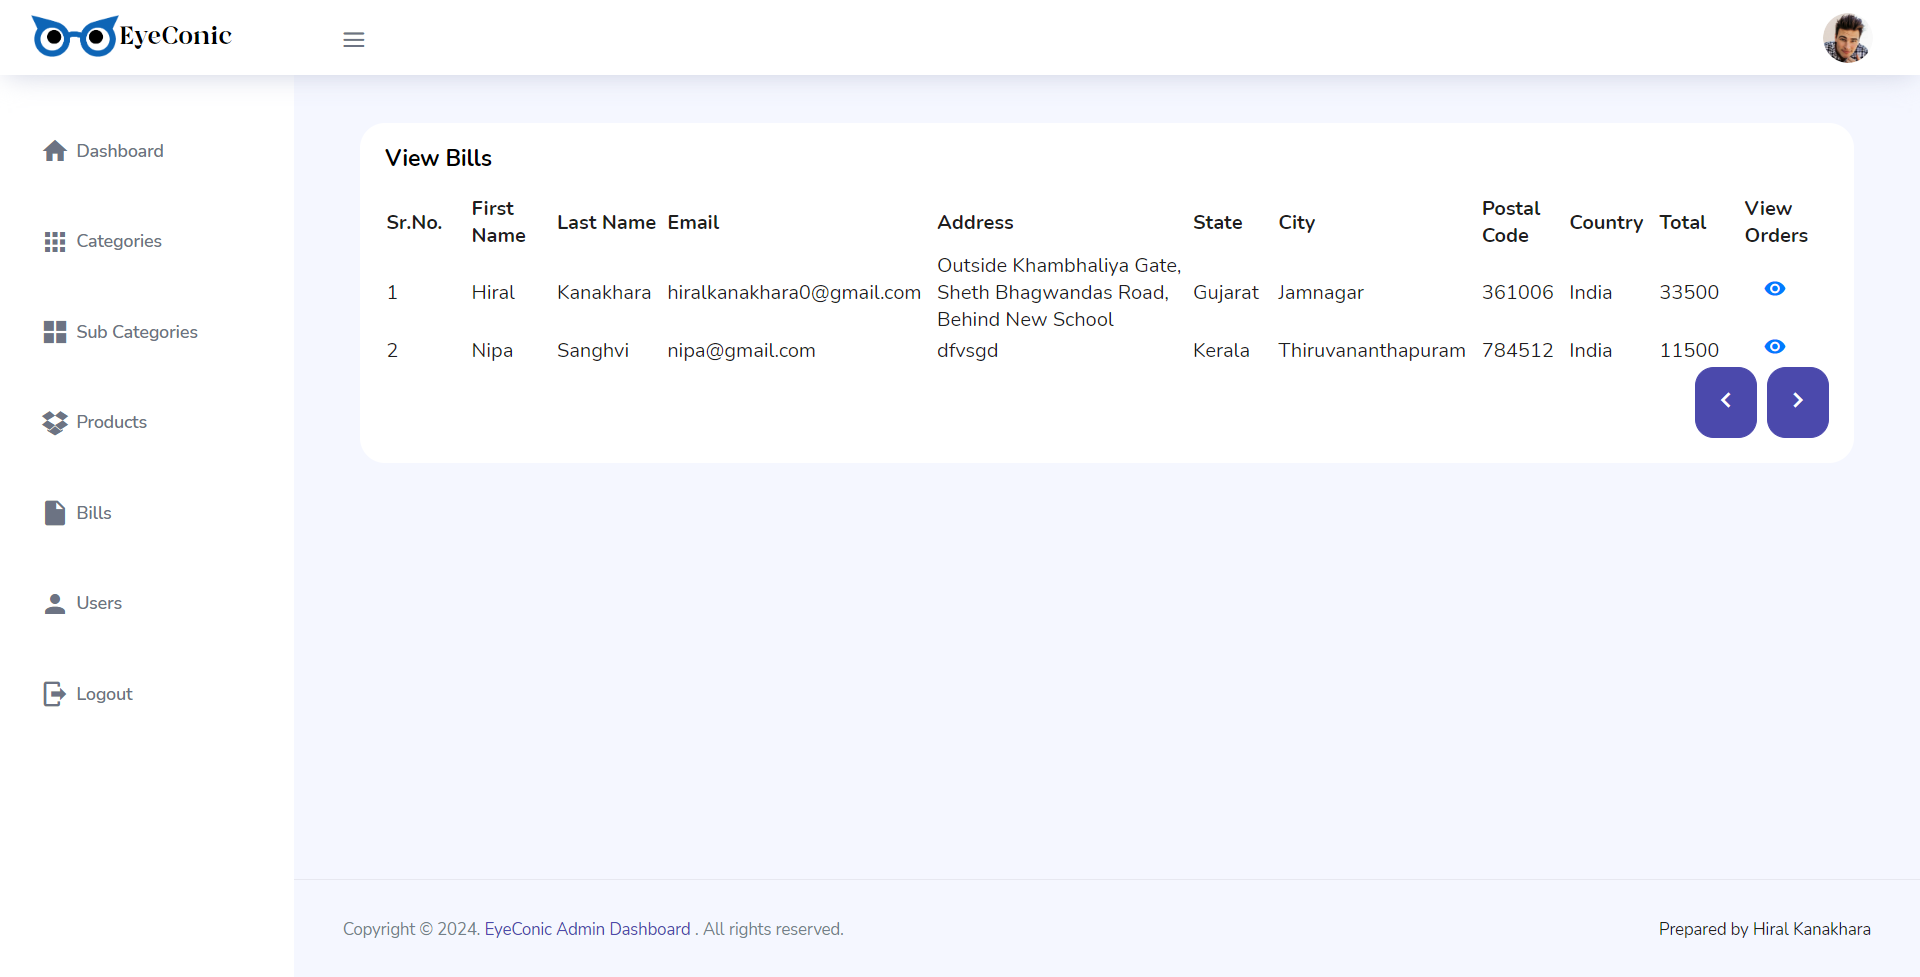 EyeConic
Dashboard
Categories
Sub Categories
Products
Bills
Users
Logout
View Bills
Sr.No. First Name Last Name Email Address State City Postal Code Country Total View Orders
1 Hiral Kanakhara hiralkanakhara0@gmail.com Outside Khambhaliya Gate, Sheth Bhagwandas Road, Behind New School Gujarat Jamnagar 361006 India 33500
2 Nipa Sanghvi nipa@gmail.com dfvsgd Kerala Thiruvananthapuram 784512 India 11500
Copyright © 2024. EyeConic Admin Dashboard . All rights reserved.
Prepared by Hiral Kanakhara